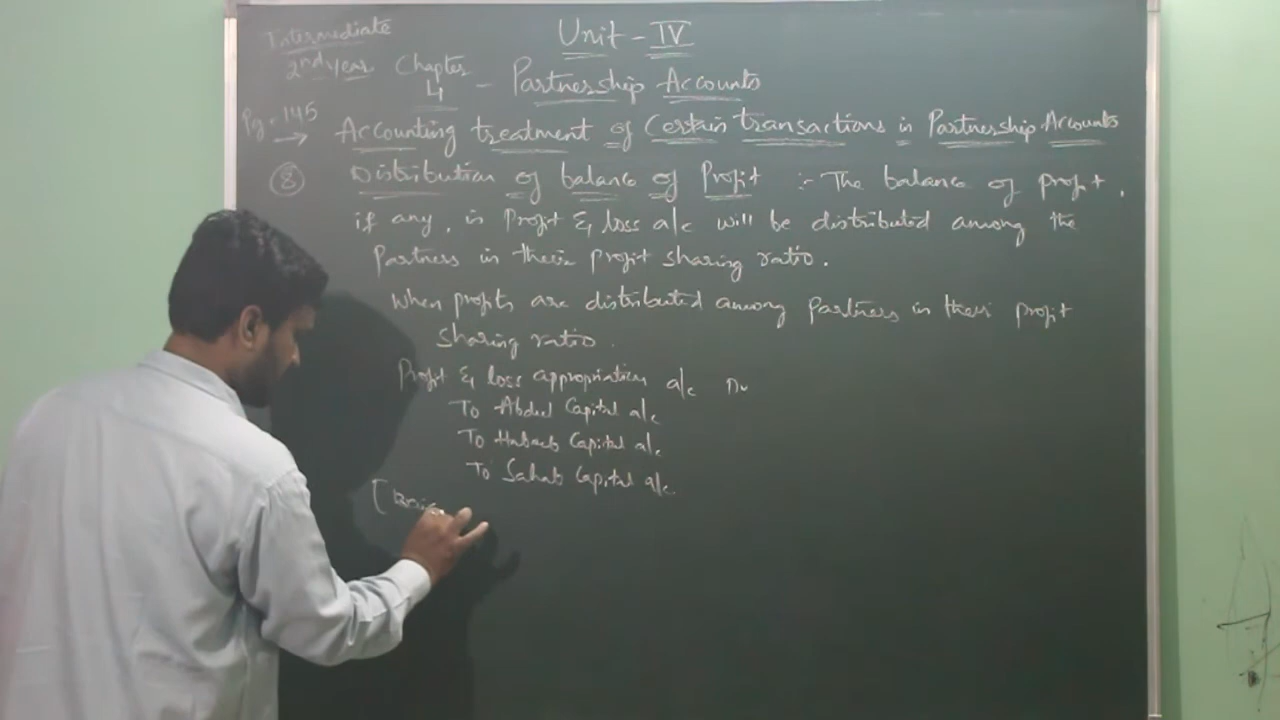 Intermediate
2nd year
Unit - IV
Chapter 4 - Partnership Accounts
Pg - 145
→ Accounting treatment of Certain transactions in Partnership Accounts
⑧ Distribution of balance of Profit :- The balance of profit,
if any, in Profit & loss a/c will be distributed among the
Partners in their profit sharing ratio.
When profits are distributed among Partners in their profit
sharing ratio.
Profit & loss appropriation a/c Dr
To Abdul Capital a/c
To Capital a/c
To Sahab Capital a/c.
[